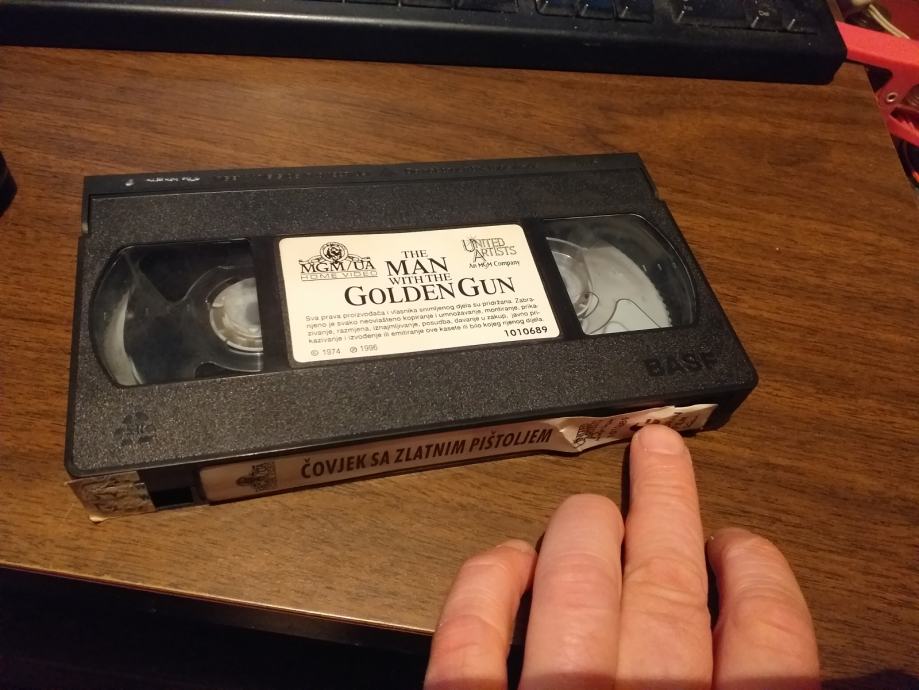 MGM/UA
HOME VIDEO
THE
MAN
WITH THE
GOLDEN GUN
UNITED
ARTISTS
An MGM Company
Sva prava proizvođača i vlasnika snimljenog djela su pridržana. Zabra-
njeno je svako neovlašteno kopiranje i umnožavanje, montiranje, prika-
zivanje, razmjena, iznajmljivanje, posudba, davanje u zakup, javno pri-
kazivanje i izvođenje ili emitiranje ove kasete ili bilo kojeg njenog djela.
© 1974 ℗ 1996
1010689
BASF
ČOVJEK SA ZLATNIM PIŠTOLJEM